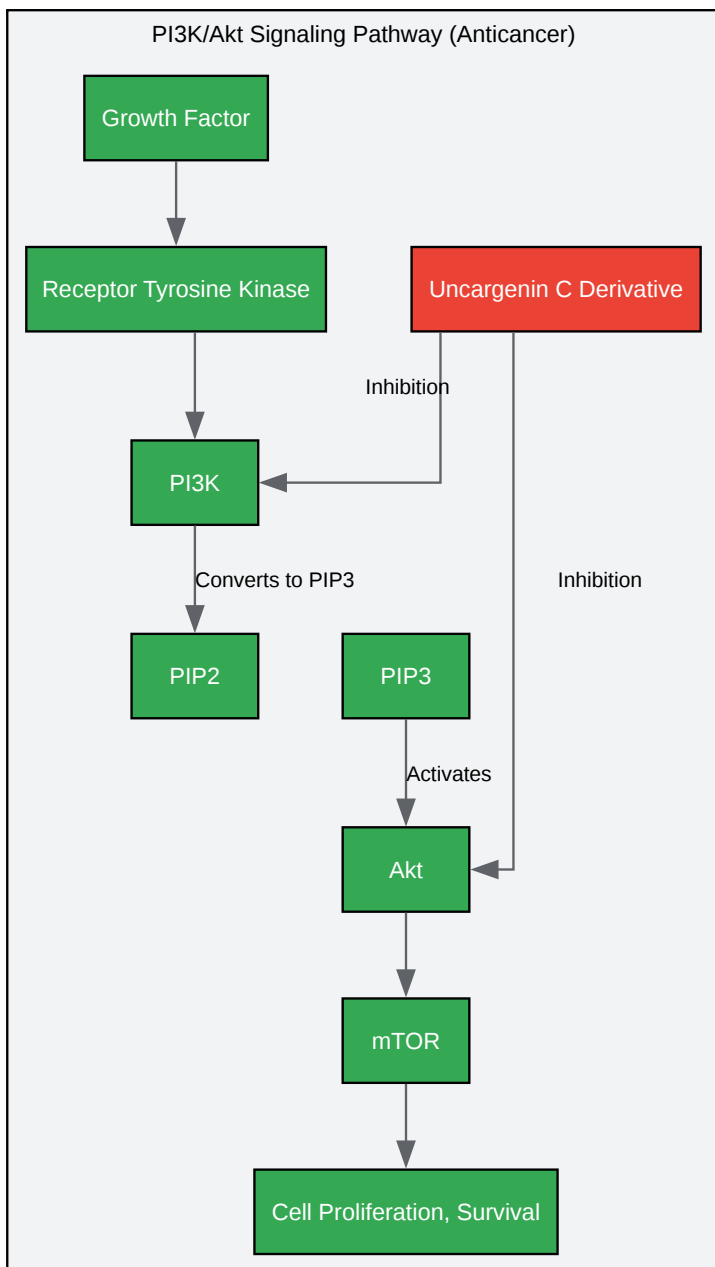 PI3K/Akt Signaling Pathway (Anticancer)
Growth Factor
Receptor Tyrosine Kinase
Uncargenin C Derivative
Inhibition
PI3K
Converts to PIP3
Inhibition
PIP2
PIP3
Activates
Akt
mTOR
Cell Proliferation, Survival